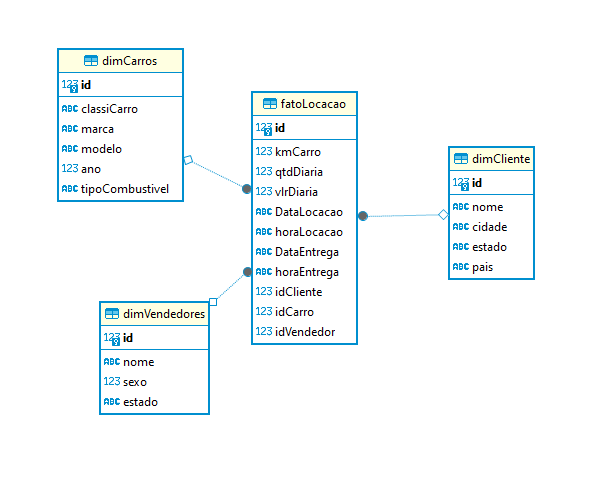 dimCarros
123 id
ABC classiCarro
ABC marca
ABC modelo
123 ano
ABC tipoCombustivel
fatoLocacao
123 id
123 kmCarro
123 qtdDiaria
123 vlrDiaria
ABC DataLocacao
ABC horaLocacao
ABC DataEntrega
ABC horaEntrega
123 idCliente
123 idCarro
123 idVendedor
dimCliente
123 id
ABC nome
ABC cidade
ABC estado
ABC pais
dimVendedores
123 id
ABC nome
123 sexo
ABC estado